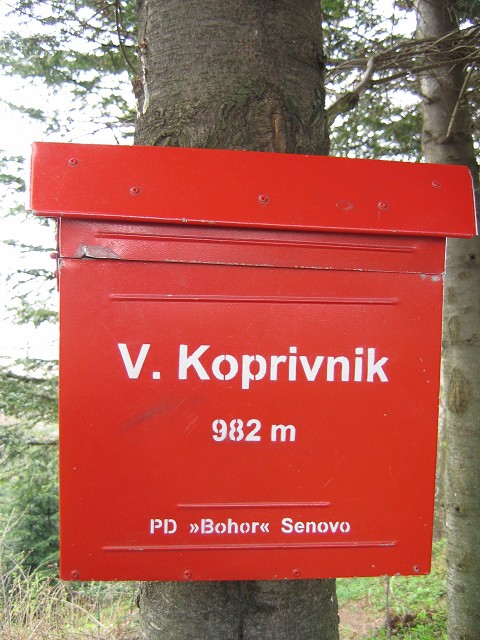 V. Koprivnik
982 m
PD »Bohor« Senovo